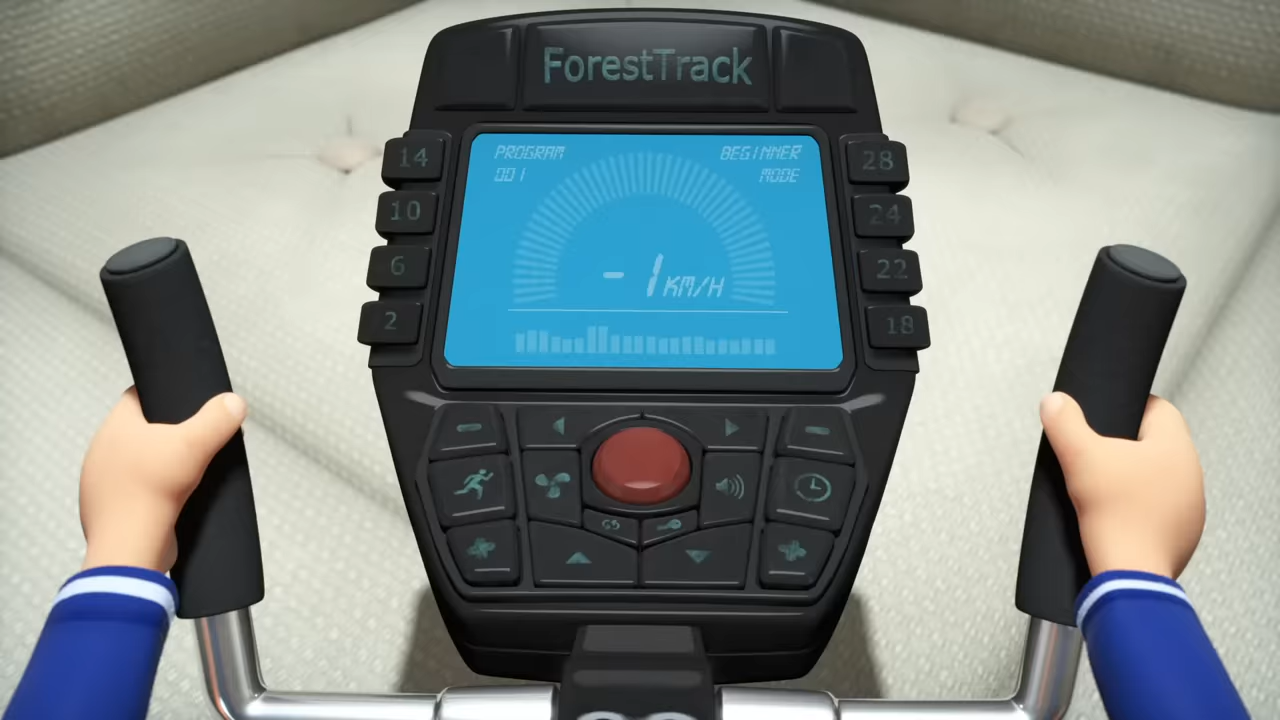 ForestTrack
PROGRAM
001
BEGINNER
MODE
14
10
6
2
28
24
22
18
- 1 KM/H